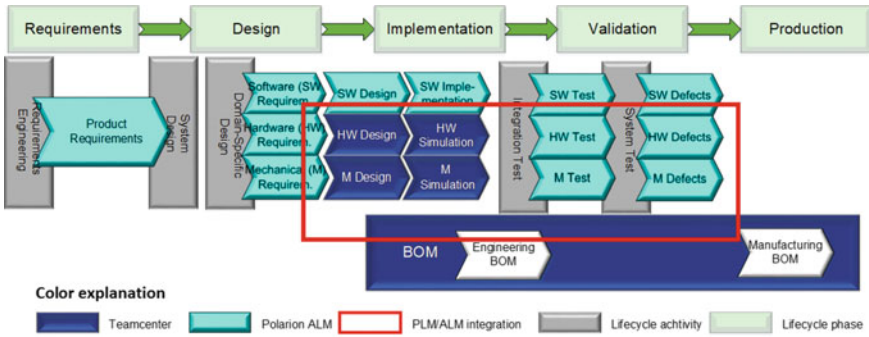 Requirements
Design
Implementation
Validation
Production
Requirements
Engineering
Product
Requirements
System
Design
Domain-Specific
Design
Software (SW)
Requirem.
Hardware (HW)
Requirem.
Mechanical (M)
Requirem.
SW Design
HW Design
M Design
SW Imple-
mentation
HW
Simulation
M
Simulation
Integration Test
SW Test
HW Test
M Test
System Test
SW Defects
HW Defects
M Defects
BOM
Engineering
BOM
Manufacturing
BOM
Color explanation
Teamcenter
Polarion ALM
PLM/ALM integration
Lifecycle achtivity
Lifecycle phase